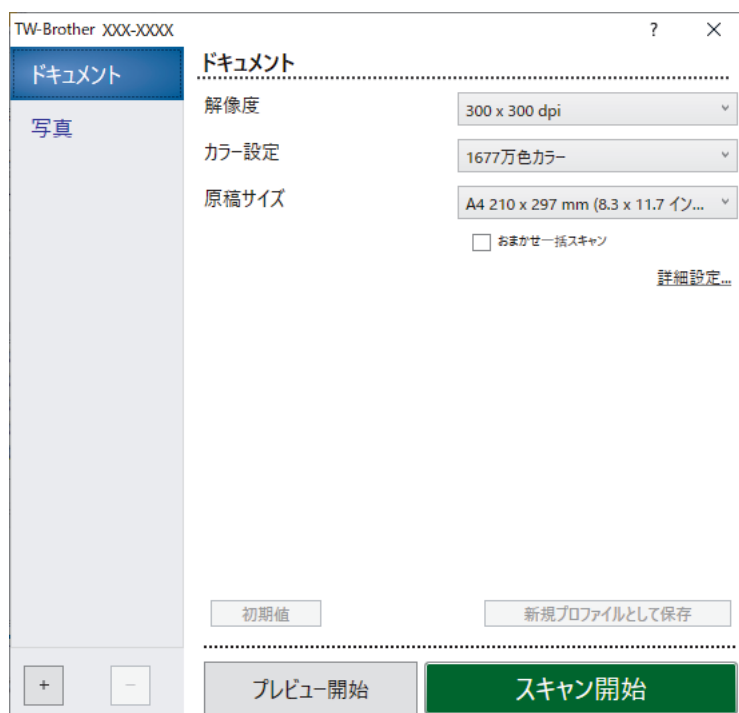 TW-Brother XXX-XXXX ? ×
ドキュメント
写真
ドキュメント
解像度 300 x 300 dpi
カラー設定 1677万色カラー
原稿サイズ A4 210 x 297 mm (8.3 x 11.7 イン...
おまかせ一括スキャン
詳細設定...
初期値 新規プロファイルとして保存
+ − プレビュー開始 スキャン開始